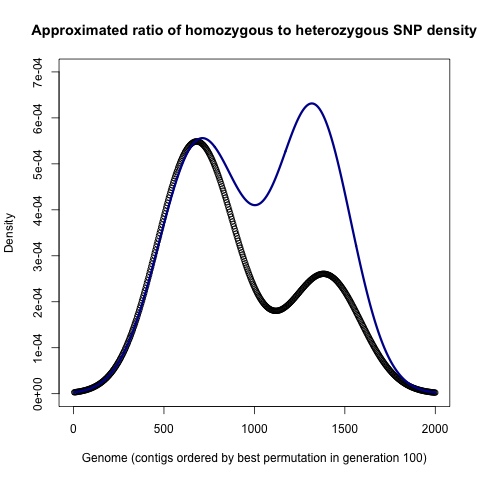 Approximated ratio of homozygous to heterozygous SNP density
7e-04
6e-04
5e-04
4e-04
3e-04
2e-04
1e-04
0e+00
Density
0 500 1000 1500 2000
Genome (contigs ordered by best permutation in generation 100)